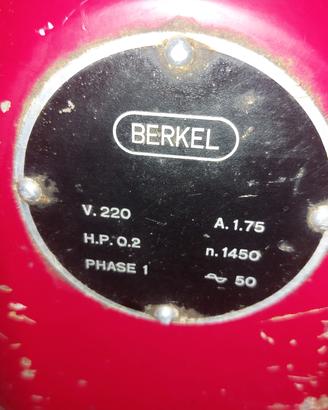 BERKEL
V. 220 A. 1.75
H.P. 0.2 n. 1450
PHASE 1 ∿ 50